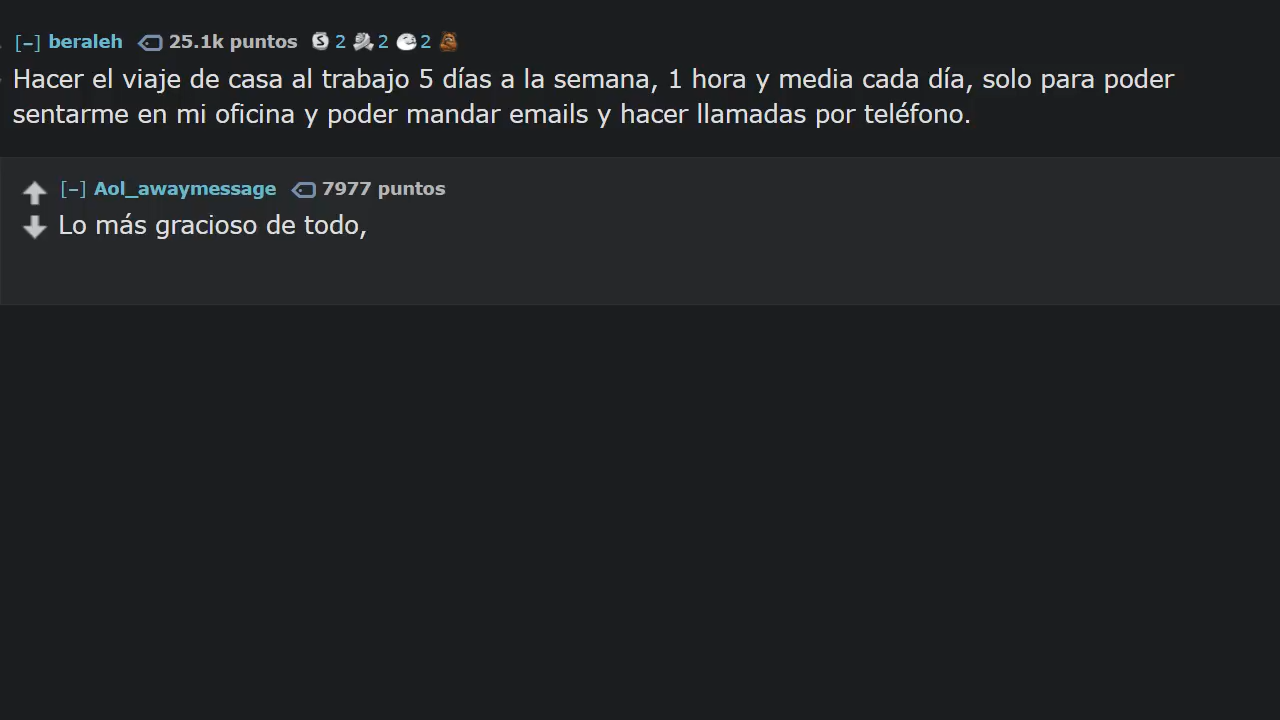 [–] beraleh 25.1k puntos 2 2 2
Hacer el viaje de casa al trabajo 5 días a la semana, 1 hora y media cada día, solo para poder
sentarme en mi oficina y poder mandar emails y hacer llamadas por teléfono.
[–] Aol_awaymessage 7977 puntos
Lo más gracioso de todo,